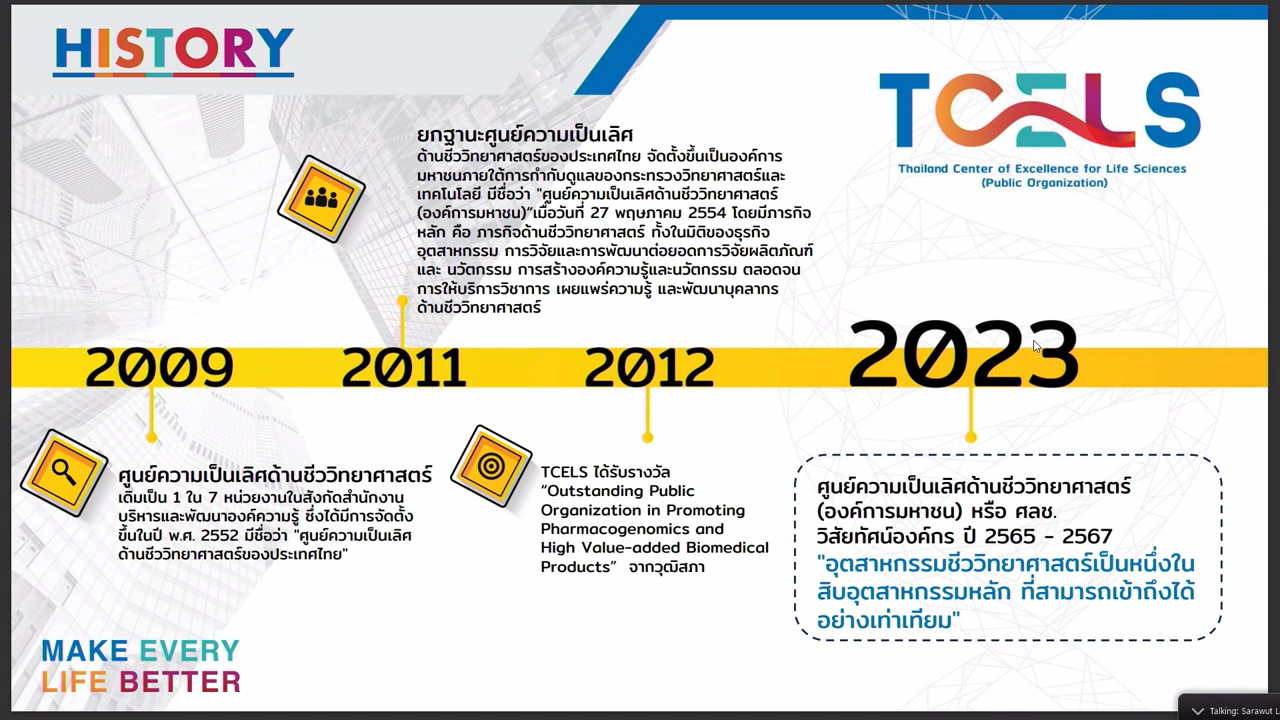 HISTORY
TCELS
Thailand Center of Excellence for Life Sciences
(Public Organization)
ยกฐานะศูนย์ความเป็นเลิศ
ด้านชีววิทยาศาสตร์ของประเทศไทย จัดตั้งขึ้นเป็นองค์การ
มหาชนภายใต้การกำกับดูแลของกระทรวงวิทยาศาสตร์และ
เทคโนโลยี มีชื่อว่า "ศูนย์ความเป็นเลิศด้านชีววิทยาศาสตร์
(องค์การมหาชน)"เมื่อวันที่ 27 พฤษภาคม 2554 โดยมีภารกิจ
หลัก คือ ภารกิจด้านชีววิทยาศาสตร์ ทั้งในมิติของธุรกิจ
อุตสาหกรรม การวิจัยและการพัฒนาต่อยอดการวิจัยผลิตภัณฑ์
และ นวัตกรรม การสร้างองค์ความรู้และนวัตกรรม ตลอดจน
การให้บริการวิชาการ เผยแพร่ความรู้ และพัฒนาบุคลากร
ด้านชีววิทยาศาสตร์
2009
2011
2012
2023
ศูนย์ความเป็นเลิศด้านชีววิทยาศาสตร์
เดิมเป็น 1 ใน 7 หน่วยงานในสังกัดสำนักงาน
บริหารและพัฒนาองค์ความรู้ ซึ่งได้มีการจัดตั้ง
ขึ้นในปี พ.ศ. 2552 มีชื่อว่า "ศูนย์ความเป็นเลิศ
ด้านชีววิทยาศาสตร์ของประเทศไทย"
TCELS ได้รับรางวัล
“Outstanding Public
Organization in Promoting
Pharmacogenomics and
High Value-added Biomedical
Products” จากวุฒิสภา
ศูนย์ความเป็นเลิศด้านชีววิทยาศาสตร์
(องค์การมหาชน) หรือ ศลช.
วิสัยทัศน์องค์กร ปี 2565 - 2567
"อุตสาหกรรมชีววิทยาศาสตร์เป็นหนึ่งใน
สิบอุตสาหกรรมหลัก ที่สามารถเข้าถึงได้
อย่างเท่าเทียม"
MAKE EVERY
LIFE BETTER
Talking: Sarawut L